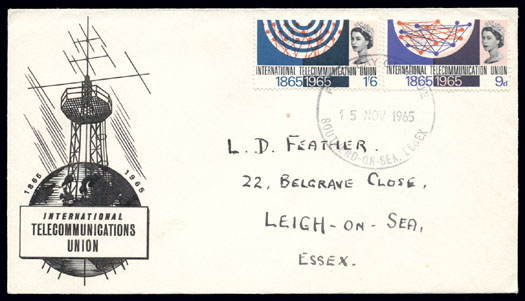 INTERNATIONAL TELECOMMUNICATION UNION
1865 1965 1'6
INTERNATIONAL TELECOMMUNICATION UNION
1865 1965 9d
15 NOV 1965
SOUTHEND-ON-SEA, ESSEX
L. D. FEATHER.
22, BELGRAVE CLOSE,
LEIGH-ON-SEA,
ESSEX.
1865 1965
INTERNATIONAL
TELECOMMUNICATIONS
UNION